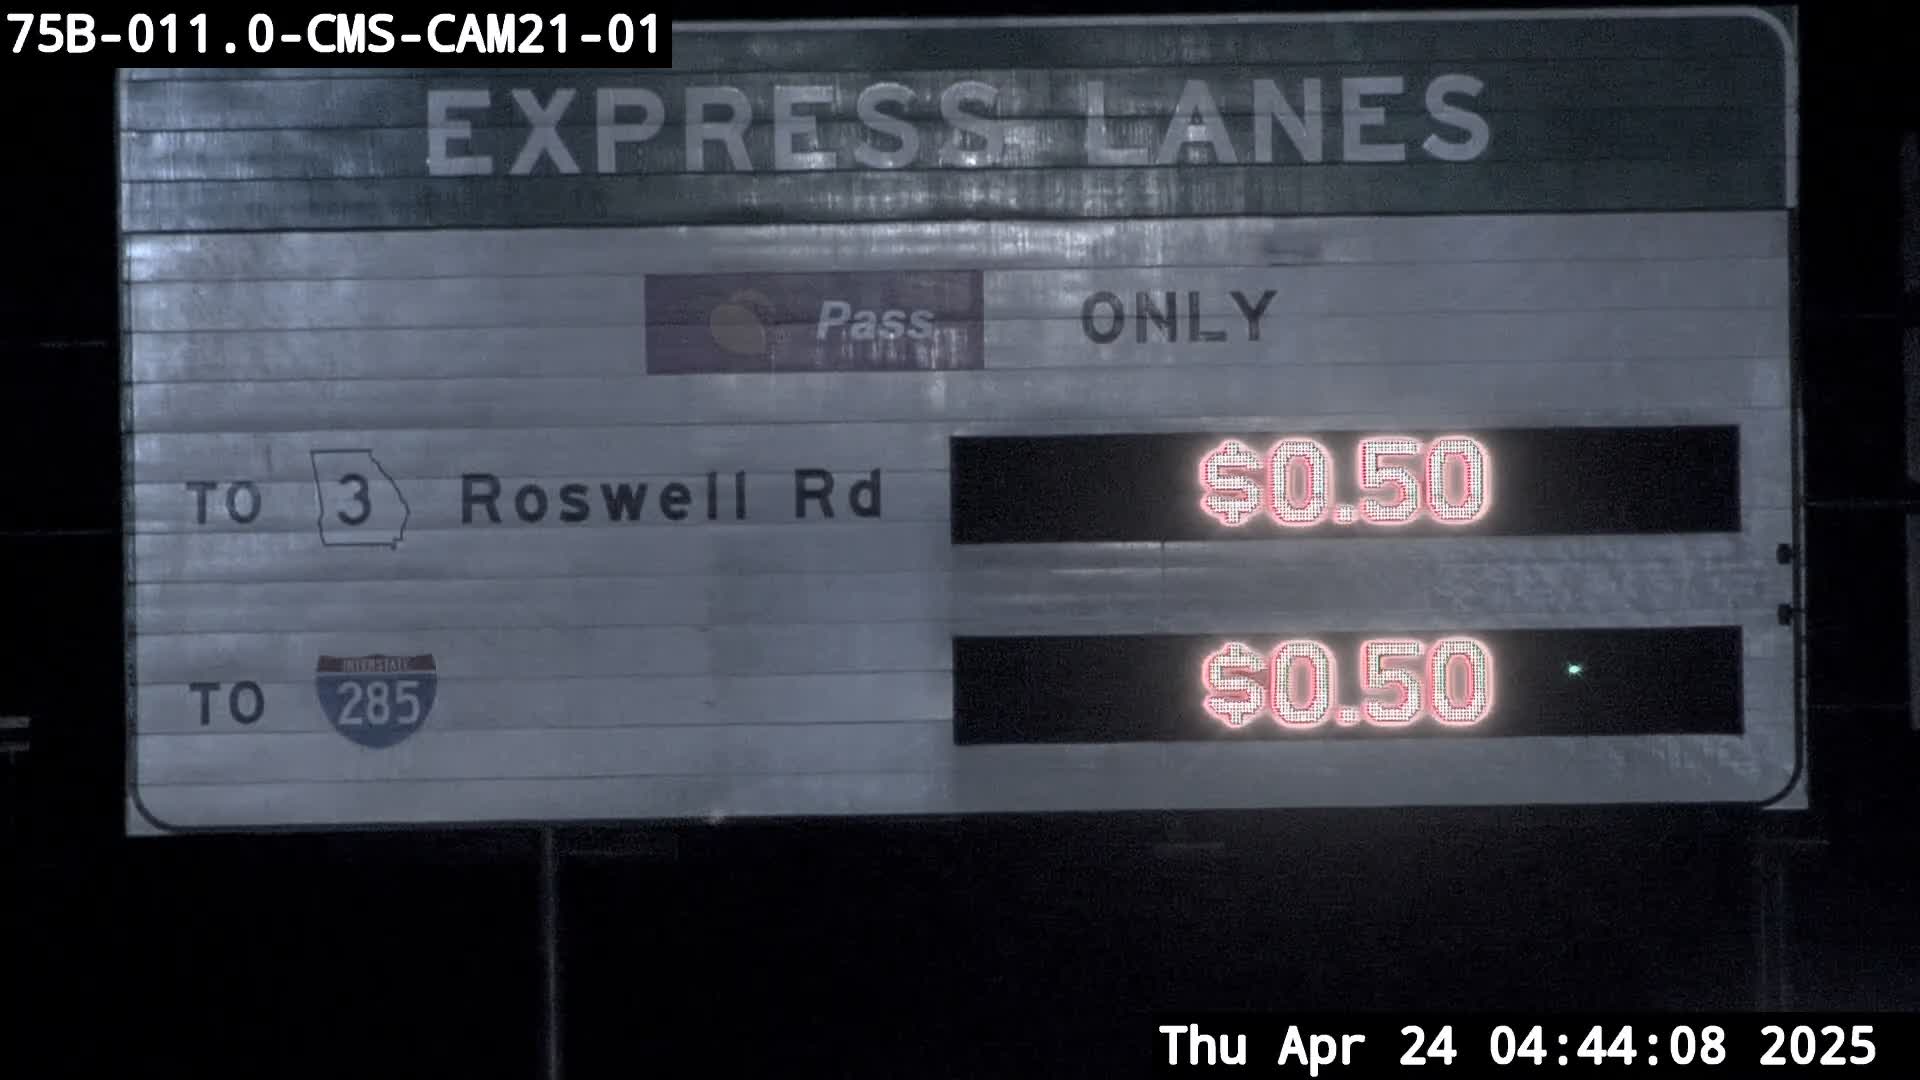 75B-011.0-CMS-CAM21-01
EXPRESS LANES
Pass ONLY
TO 3 Roswell Rd $0.50
TO INTERSTATE 285 $0.50
Thu Apr 24 04:44:08 2025